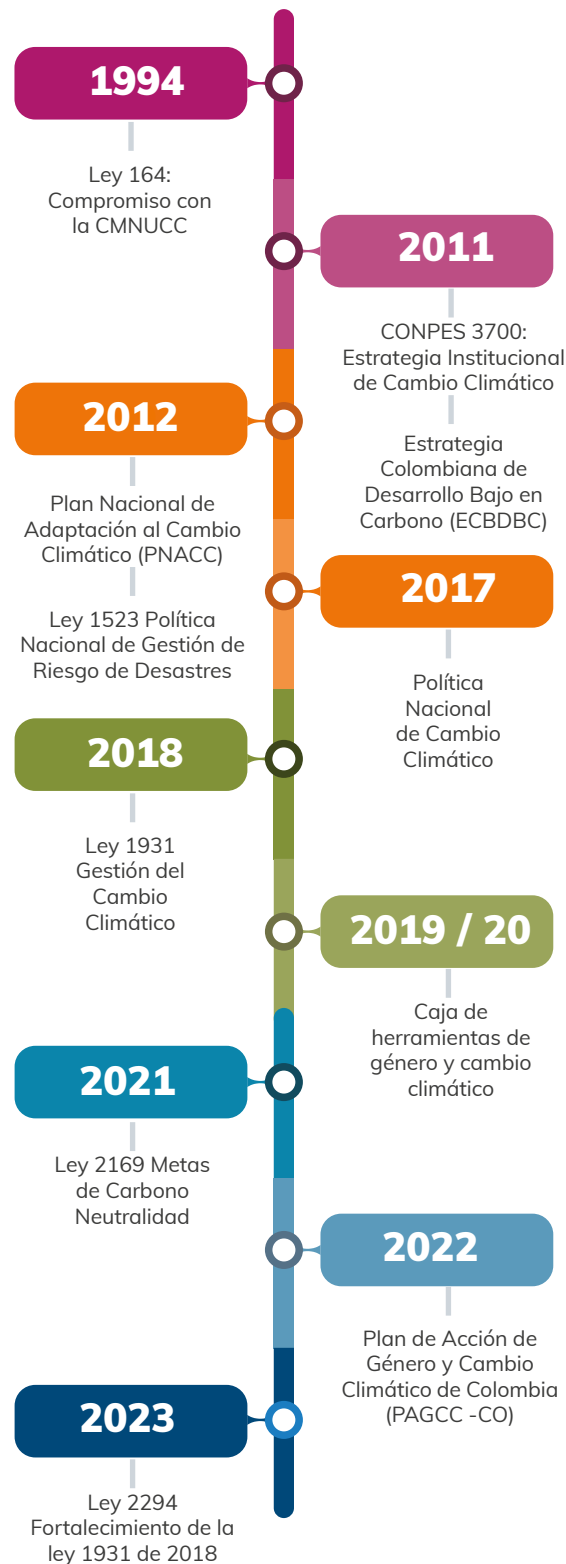 1994
Ley 164:
Compromiso con
la CMNUCC
2011
CONPES 3700:
Estrategia Institucional
de Cambio Climático
Estrategia
Colombiana de
Desarrollo Bajo en
Carbono (ECBDBC)
2012
Plan Nacional de
Adaptación al Cambio
Climático (PNACC)
Ley 1523 Política
Nacional de Gestión de
Riesgo de Desastres
2017
Política
Nacional
de Cambio
Climático
2018
Ley 1931
Gestión del
Cambio
Climático
2019 / 20
Caja de
herramientas de
género y cambio
climático
2021
Ley 2169 Metas
de Carbono
Neutralidad
2022
Plan de Acción de
Género y Cambio
Climático de Colombia
(PAGCC -CO)
2023
Ley 2294
Fortalecimiento de la
ley 1931 de 2018